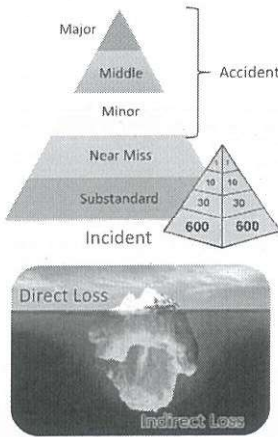 Major
Middle
Accident
Minor
Near Miss
Substandard
Incident
1 1
10 10
30 30
600 600
Direct Loss
Indirect Loss